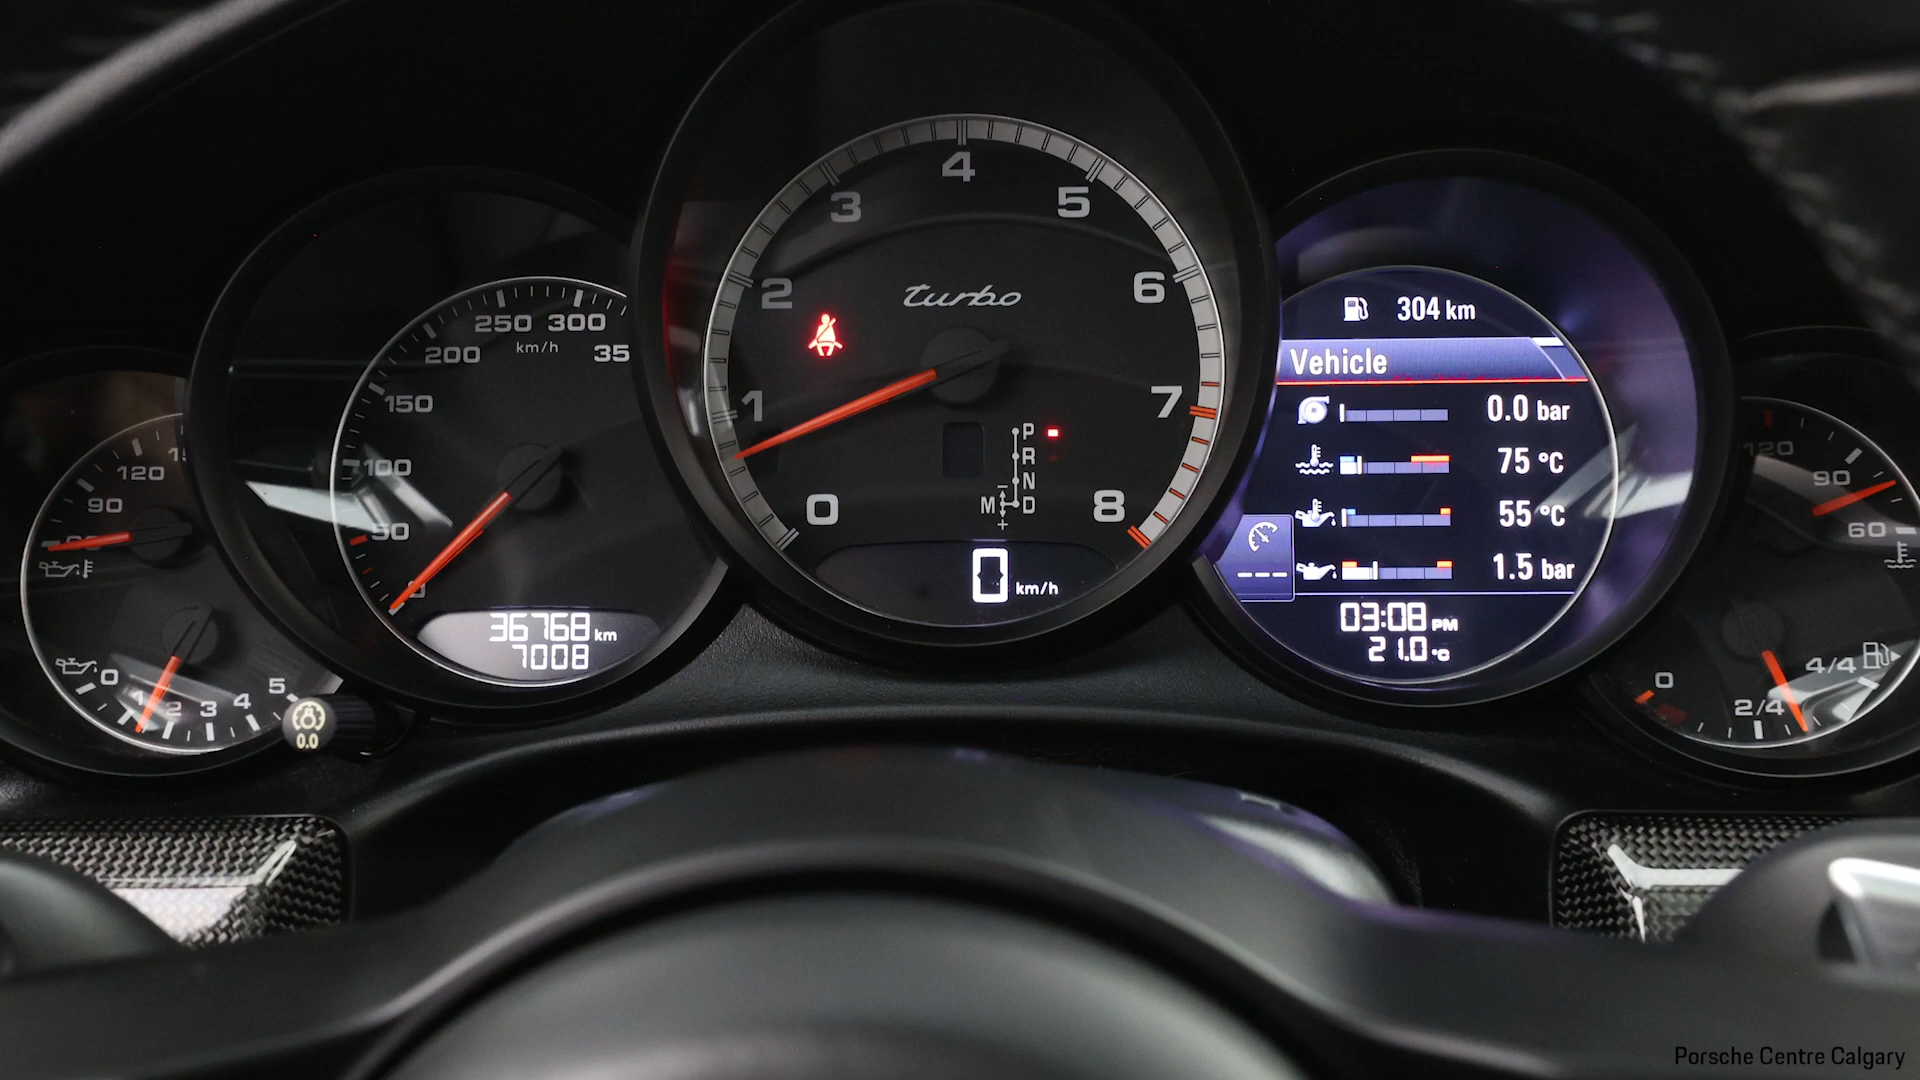 120
90
60
0
1
2
3
4
5
250
300
km/h
200
35
150
100
50
0
36768 km
7008
4
3
5
2
6
turbo
1
7
0
8
P
R
N
M
D
-
+
0 km/h
304 km
Vehicle
0.0 bar
75 °C
55 °C
1.5 bar
---
03:08 PM
21.0 °C
120
90
60
0
2/4
4/4
0.0
Porsche Centre Calgary